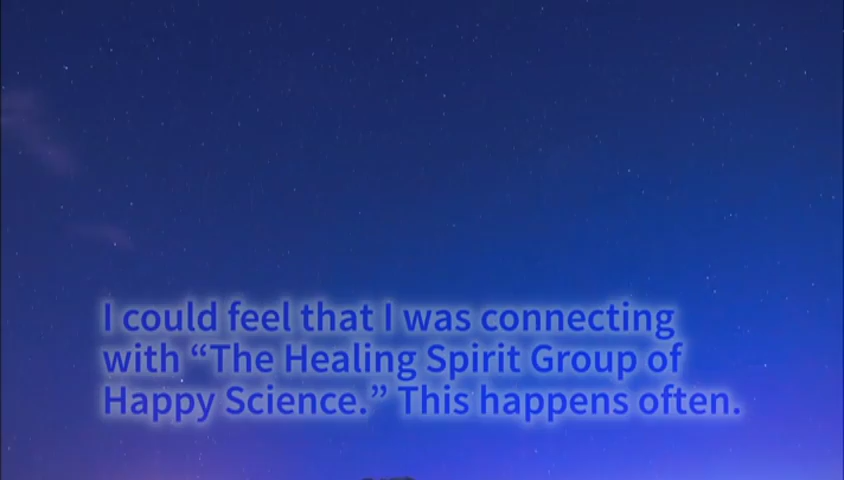 I could feel that I was connecting
with “The Healing Spirit Group of
Happy Science.” This happens often.